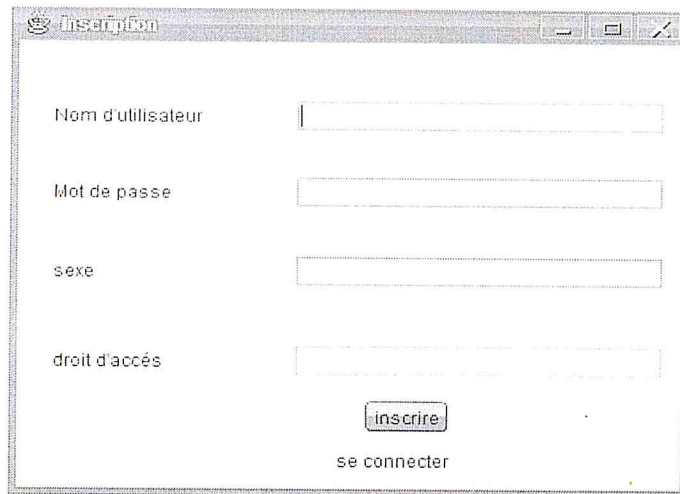 Inscription
Nom d'utilisateur
Mot de passe
sexe
droit d'accés
inscrire
se connecter